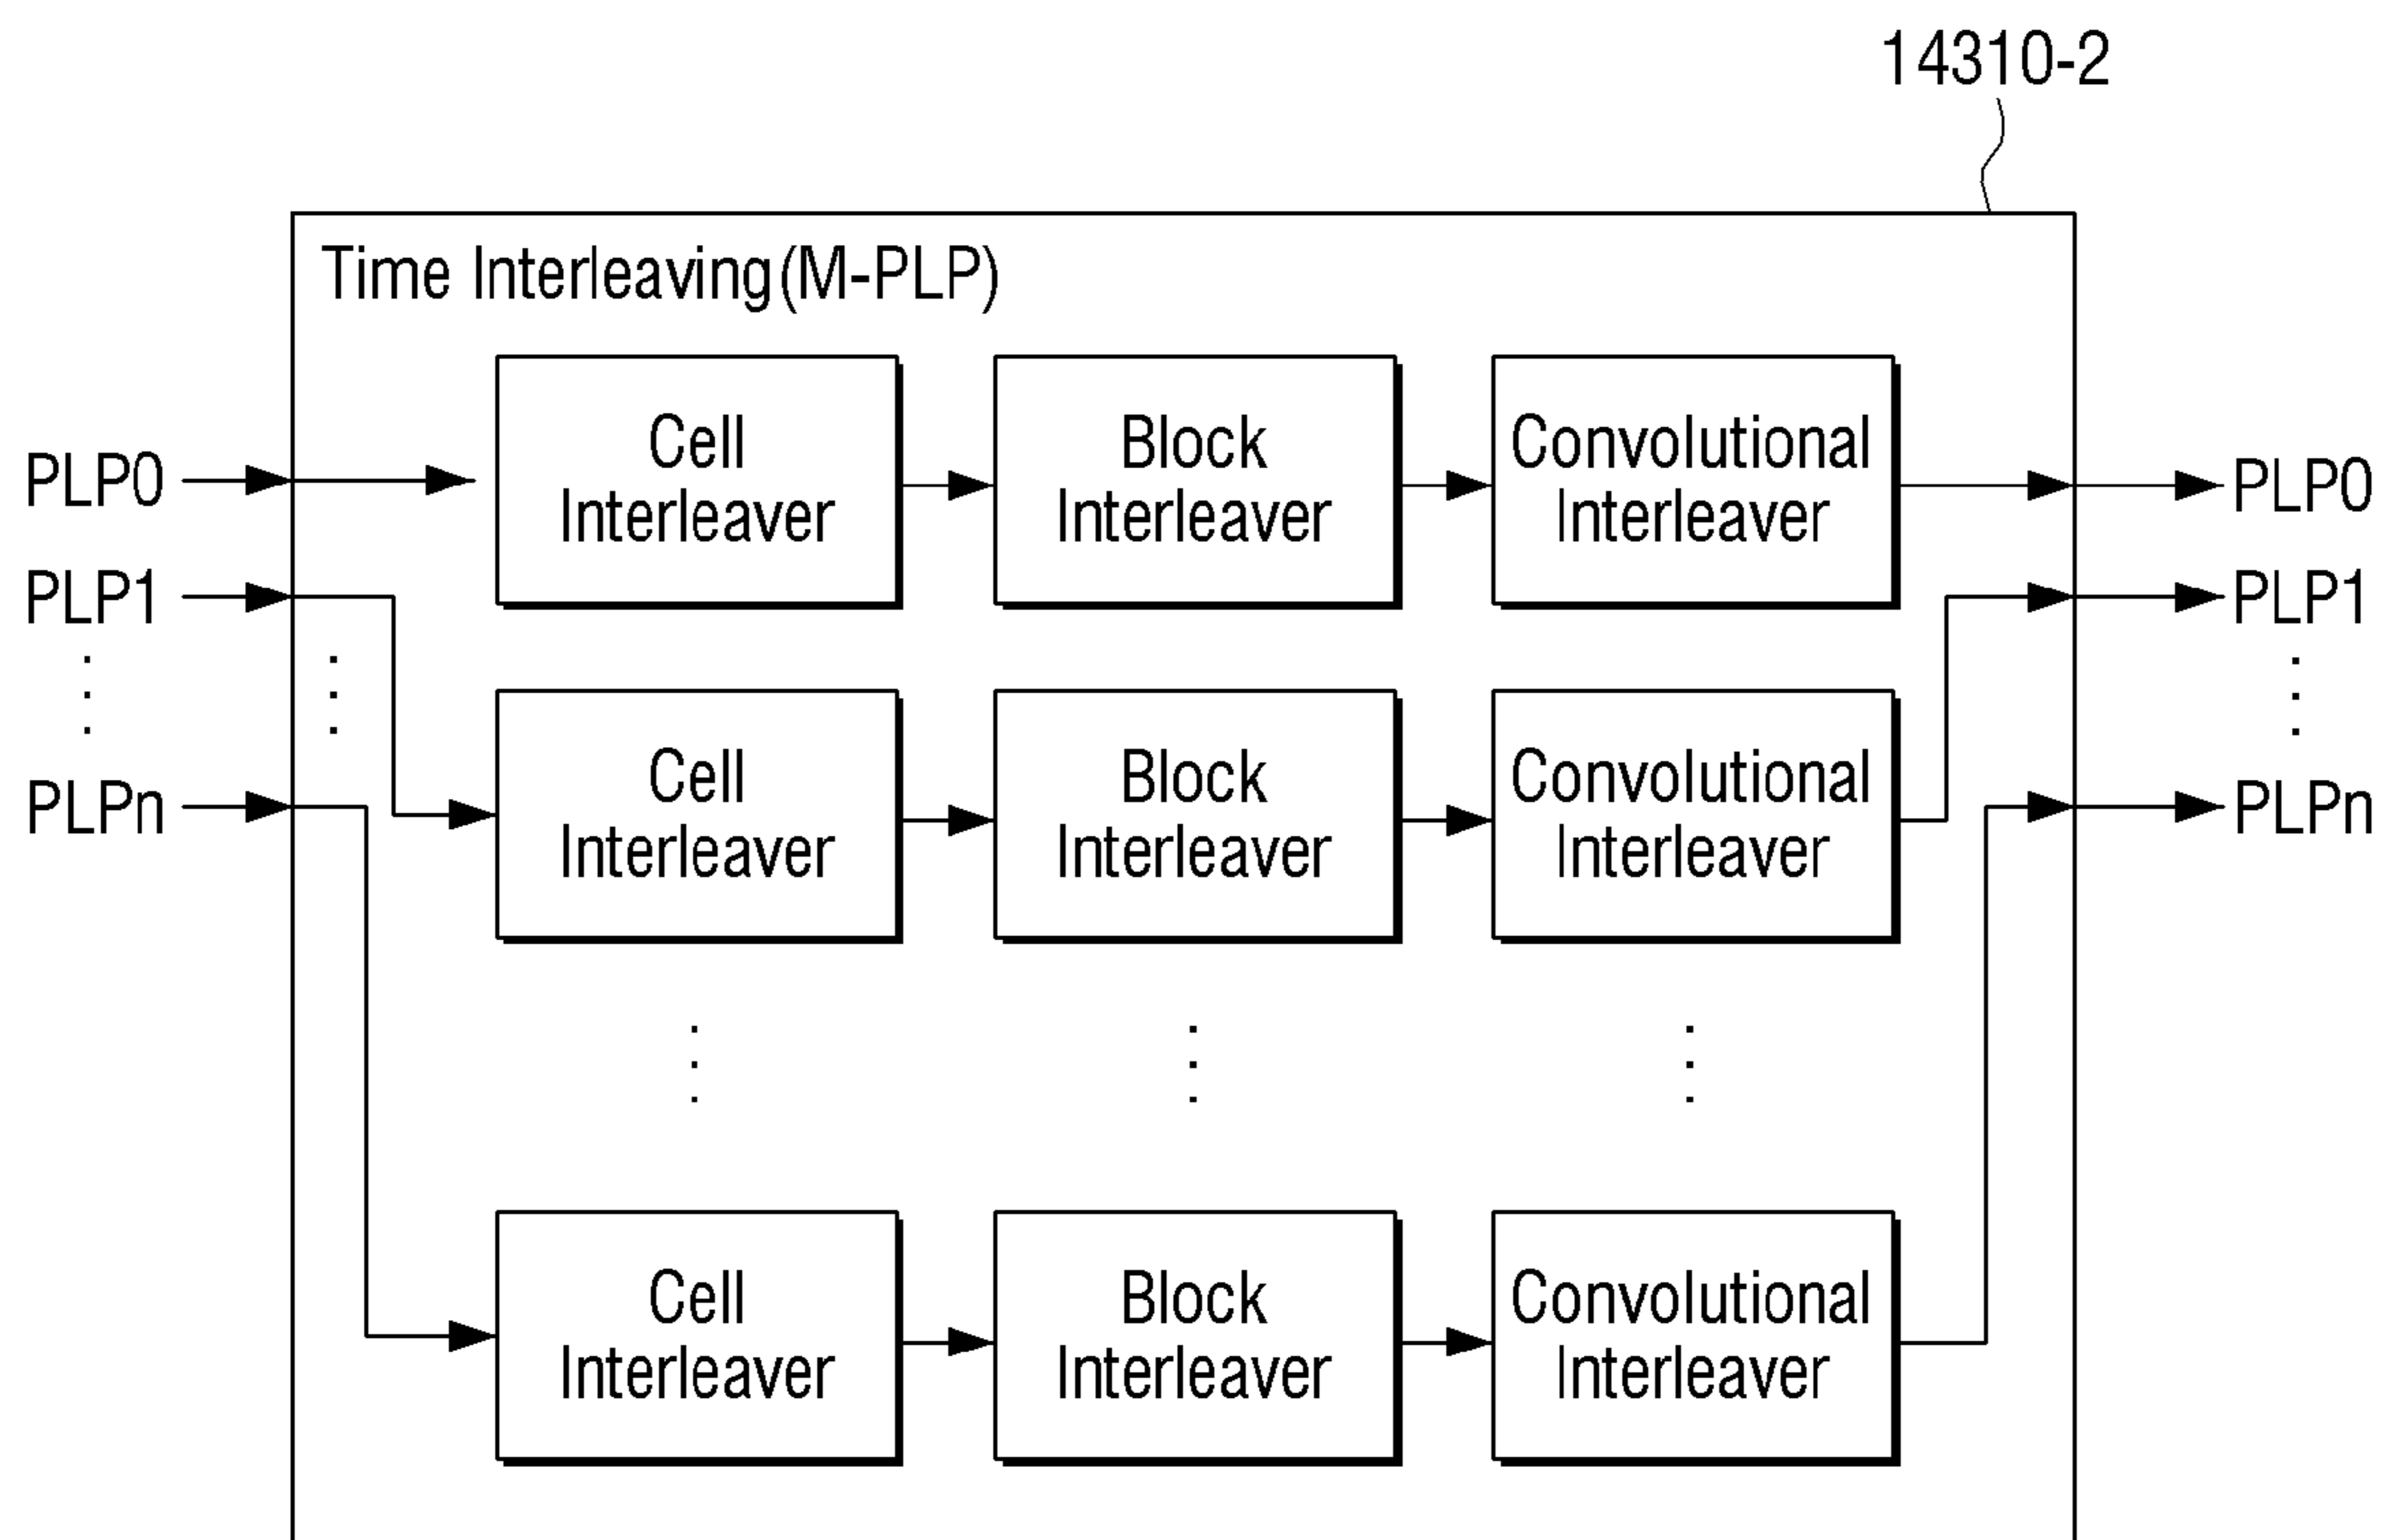 14310-2
Time Interleaving(M-PLP)
PLP0
Cell
Interleaver
Block
Interleaver
Convolutional
Interleaver
PLP0
PLP1
PLP1
Cell
Interleaver
Block
Interleaver
Convolutional
Interleaver
PLPn
PLPn
Cell
Interleaver
Block
Interleaver
Convolutional
Interleaver